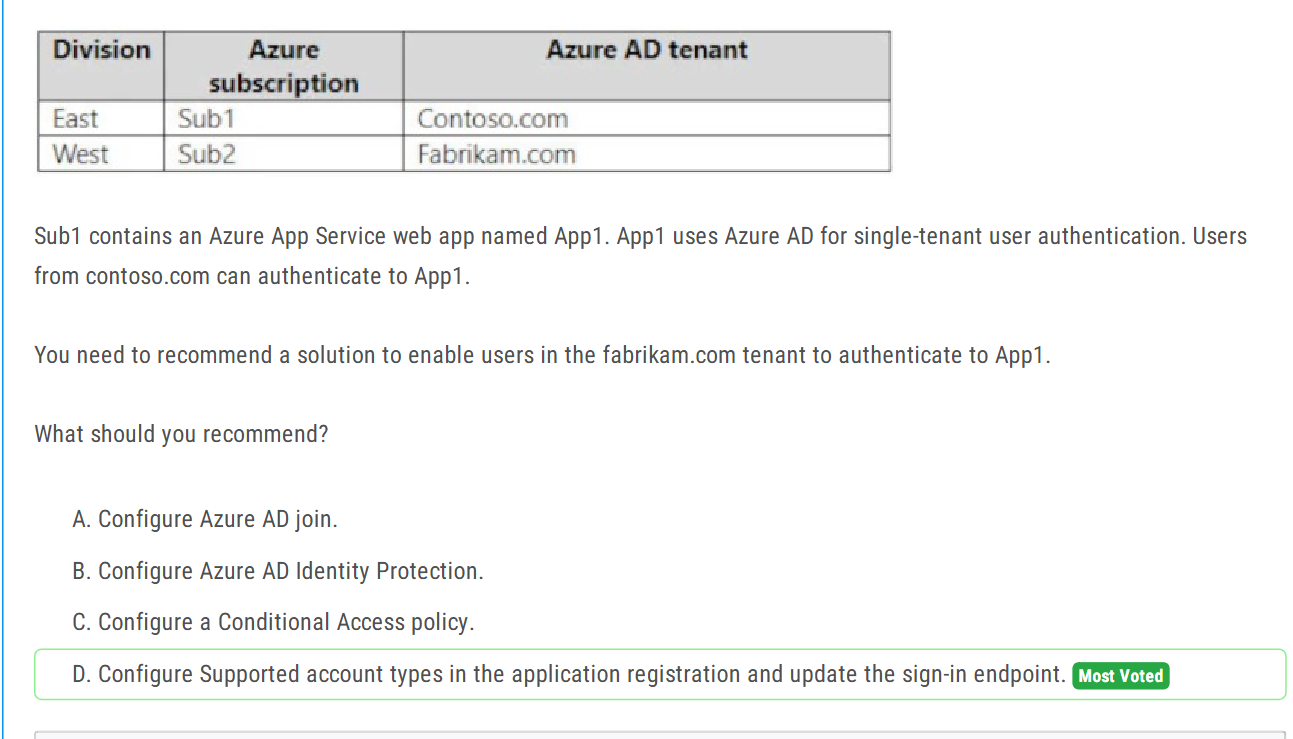 Division Azure subscription Azure AD tenant
East Sub1 Contoso.com
West Sub2 Fabrikam.com
Sub1 contains an Azure App Service web app named App1. App1 uses Azure AD for single-tenant user authentication. Users
from contoso.com can authenticate to App1.
You need to recommend a solution to enable users in the fabrikam.com tenant to authenticate to App1.
What should you recommend?
A. Configure Azure AD join.
B. Configure Azure AD Identity Protection.
C. Configure a Conditional Access policy.
D. Configure Supported account types in the application registration and update the sign-in endpoint. Most Voted